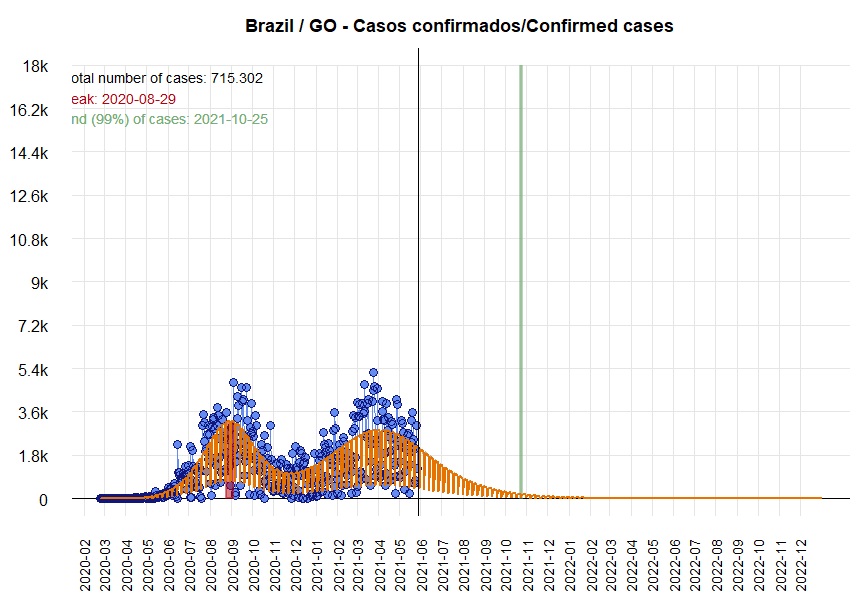 Brazil / GO - Casos confirmados/Confirmed cases
18k
16.2k
14.4k
12.6k
10.8k
9k
7.2k
5.4k
3.6k
1.8k
0
otal number of cases: 715.302
eak: 2020-08-29
nd (99%) of cases: 2021-10-25
2020-02
2020-03
2020-04
2020-05
2020-06
2020-07
2020-08
2020-09
2020-10
2020-11
2020-12
2021-01
2021-02
2021-03
2021-04
2021-05
2021-06
2021-07
2021-08
2021-09
2021-10
2021-11
2021-12
2022-01
2022-02
2022-03
2022-04
2022-05
2022-06
2022-07
2022-08
2022-09
2022-10
2022-11
2022-12